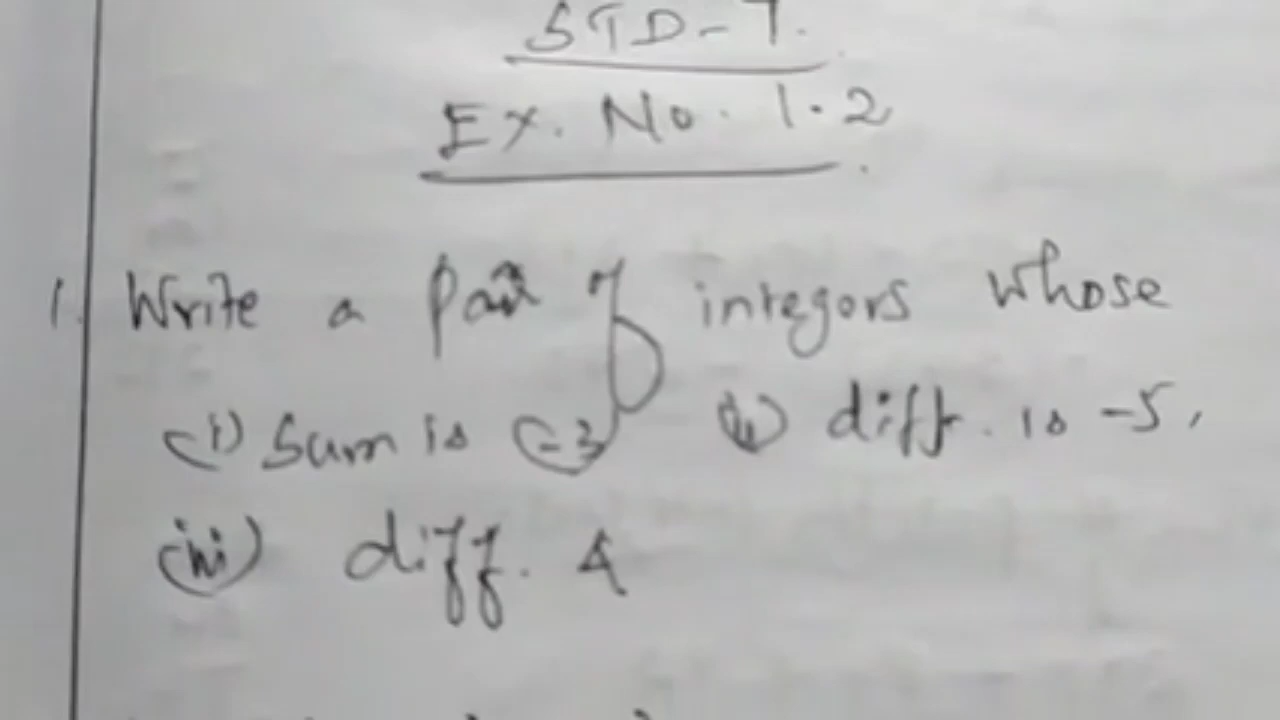 STD-7.
Ex. No. 1.2
1. Write a pair of integers whose
(i) Sum is -3 (ii) diff. is -5,
(iii) diff. 4